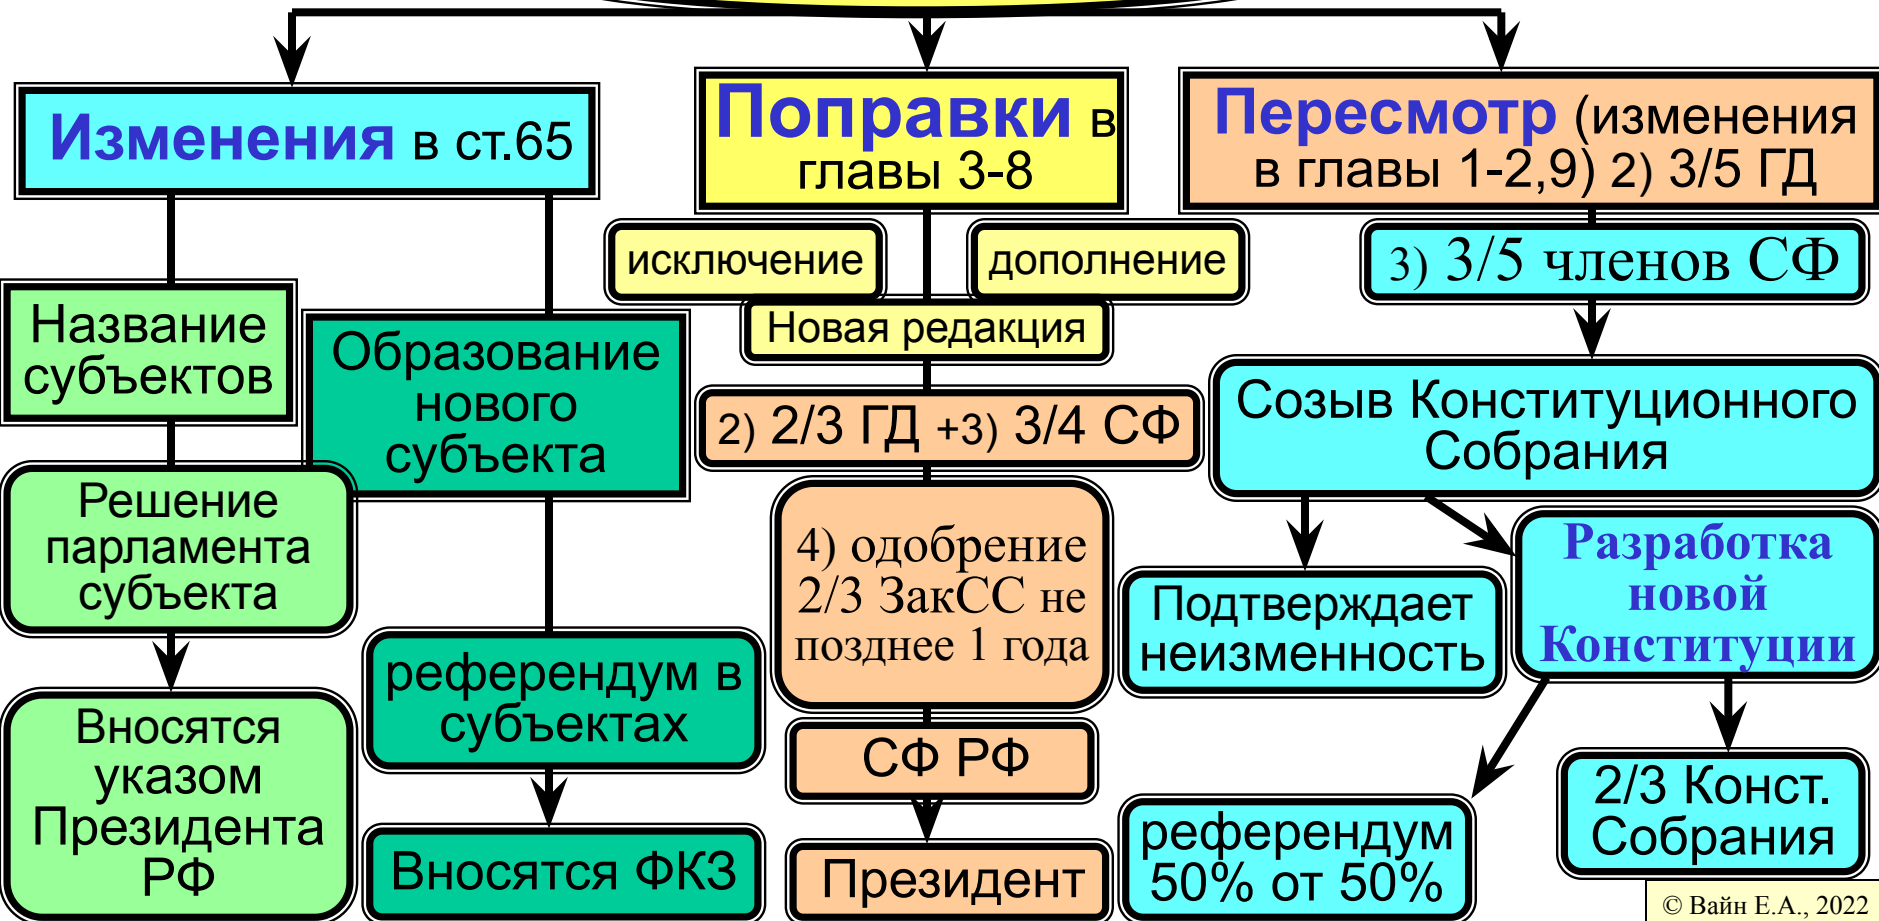 Изменения в ст.65
Название
субъектов
Решение
парламента
субъекта
Вносятся
указом
Президента
РФ
Образование
нового
субъекта
референдум в
субъектах
Вносятся ФКЗ
Поправки в
главы 3-8
исключение
дополнение
Новая редакция
2) 2/3 ГД +3) 3/4 СФ
4) одобрение
2/3 ЗакСС не
позднее 1 года
СФ РФ
Президент
Пересмотр (изменения
в главы 1-2,9) 2) 3/5 ГД
3) 3/5 членов СФ
Созыв Конституционного
Собрания
Подтверждает
неизменность
Разработка
новой
Конституции
референдум
50% от 50%
2/3 Конст.
Собрания
© Вайн Е.А., 2022